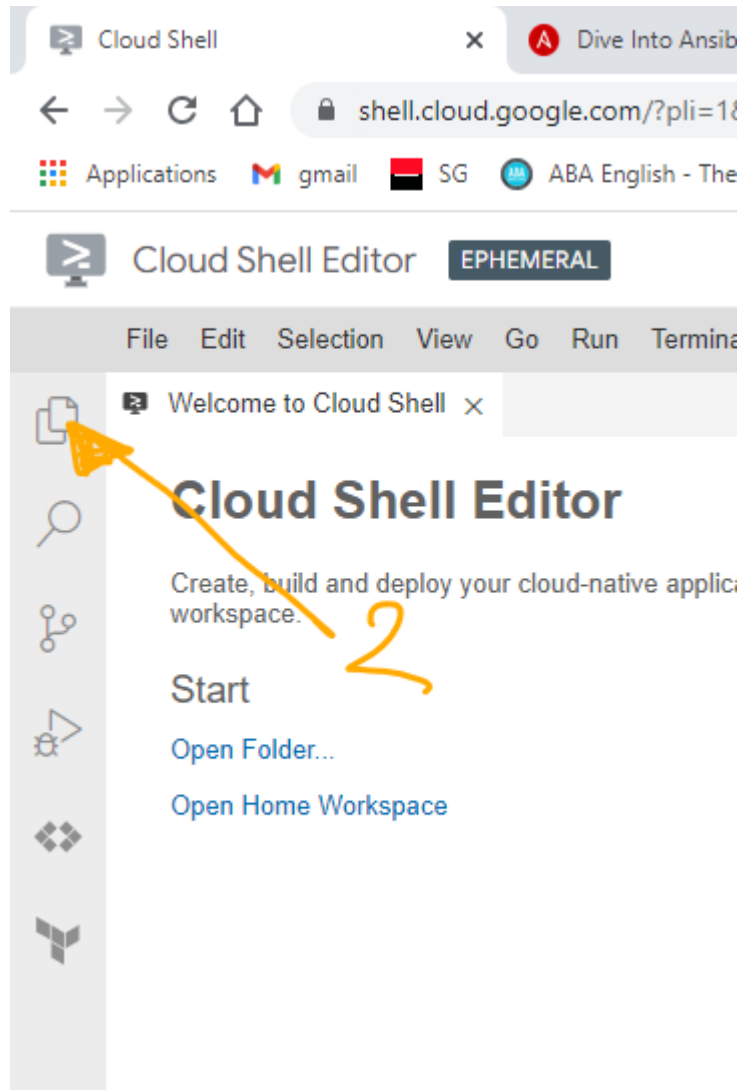 Cloud Shell × Dive Into Ansib
shell.cloud.google.com/?pli=1&
Applications gmail SG ABA English - The
Cloud Shell Editor EPHEMERAL
File Edit Selection View Go Run Termina
Welcome to Cloud Shell ×
Cloud Shell Editor
Create, build and deploy your cloud-native applica
workspace.
2
Start
Open Folder...
Open Home Workspace